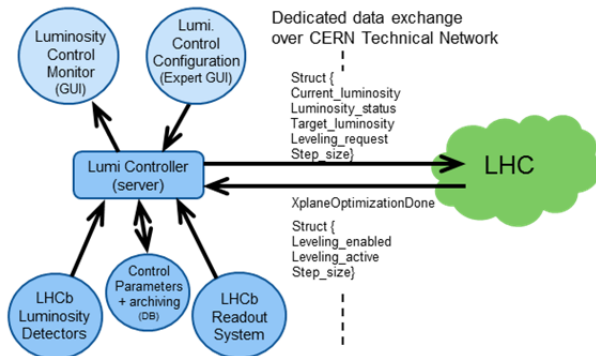 Luminosity
Control
Monitor
(GUI)
Lumi.
Control
Configuration
(Expert GUI)
Dedicated data exchange
over CERN Technical Network
Struct {
Current_luminosity
Luminosity_status
Target_luminosity
Leveling_request
Step_size}
Lumi Controller
(server)
LHC
XplaneOptimizationDone
Struct {
Leveling_enabled
Leveling_active
Step_size}
LHCb
Luminosity
Detectors
Control
Parameters
+ archiving
(DB)
LHCb
Readout
System